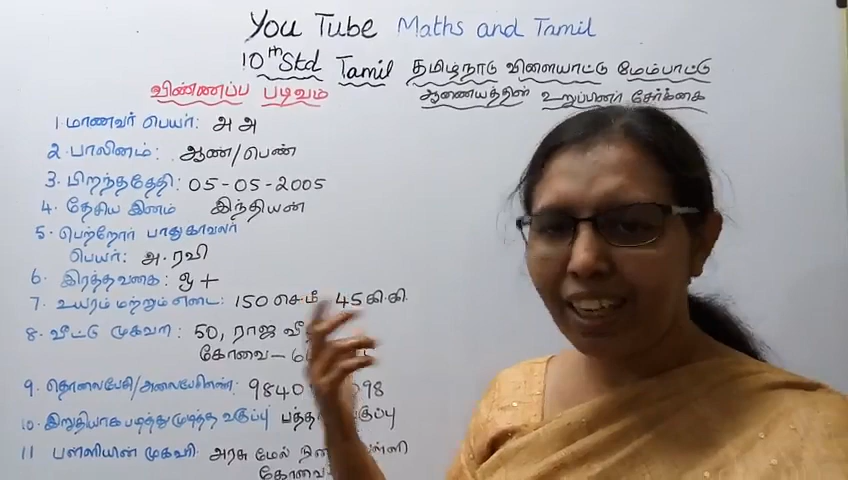 You Tube Maths and Tamil
10th Std Tamil தமிழ்நாடு விளையாட்டு மேம்பாட்டு
விண்ணப்ப படிவம் ஆணையத்தின் உறுப்பினர் சேர்க்கை
1. மாணவர் பெயர்: அ அ
2. பாலினம்: ஆண்/பெண்
3. பிறந்ததேதி: 05-05-2005
4. தேசிய இனம் இந்தியன்
5. பெற்றோர் பாதுகாவலர்
பெயர்: அ. ரவி
6. இரத்தவகை: +
7. உயரம் மற்றும் எடை: 150 செ.மீ 45 கி.கி.
8. வீட்டு முகவரி: 50, ராஜ
கோவை-
9. தொலைபேசி/அலைபேசிஎண்: 9840 98
10. இறுதியாக படித்து முடித்த வகுப்பு பத்தாம் வகுப்பு
11 பள்ளியின் முகவரி அரசு மேல்
கோவை